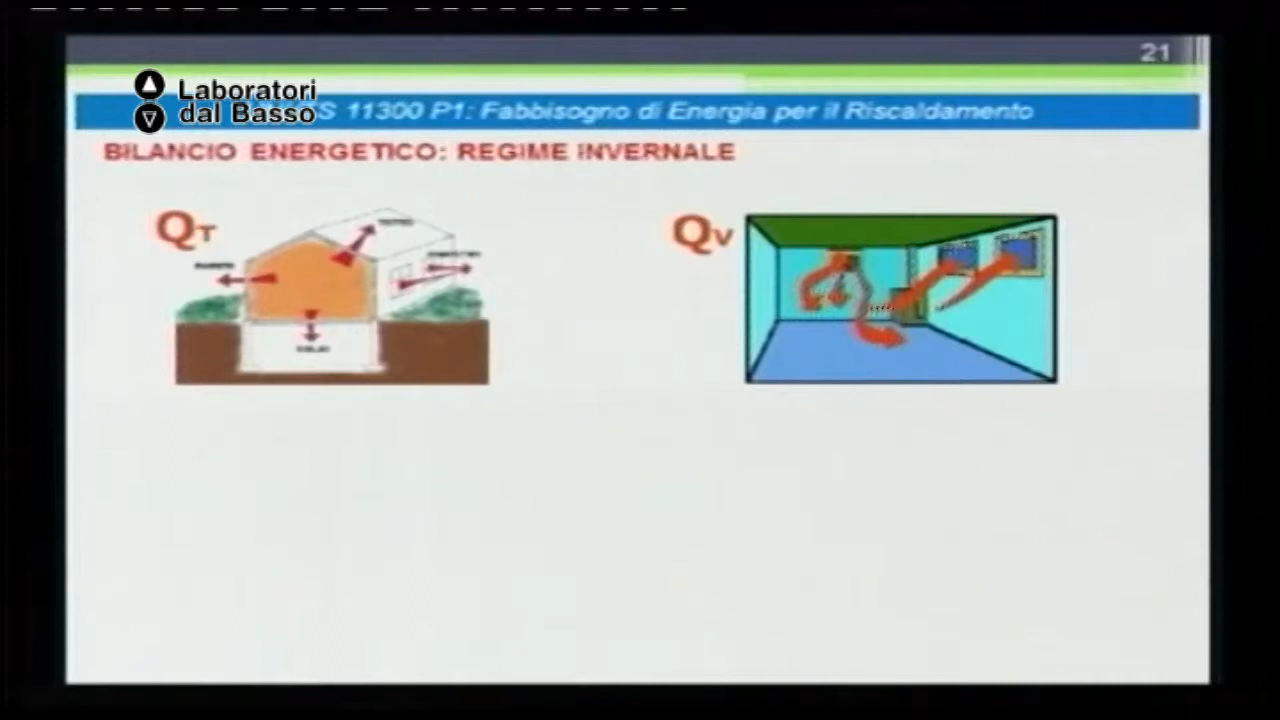 21
Laboratori
dal Basso
S 11300 P1: Fabbisogno di Energia per il Riscaldamento
BILANCIO ENERGETICO: REGIME INVERNALE
QT
QV